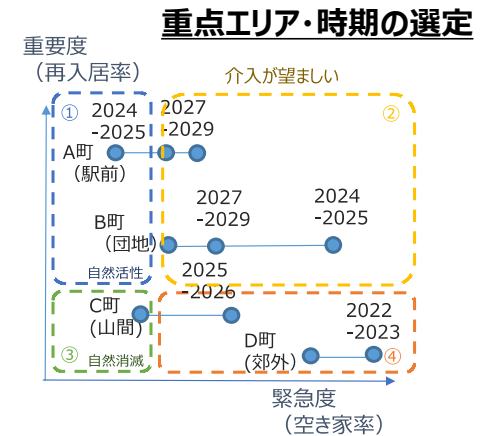 重点エリア・時期の選定
重要度
（再入居率）
介入が望ましい
①
2024
-2025
2027
-2029
②
A町
（駅前）
2027
-2029
2024
-2025
B町
（団地）
自然活性
2025
-2026
C町
（山間）
2022
-2023
D町
（郊外）
③
自然消滅
④
緊急度
（空き家率）